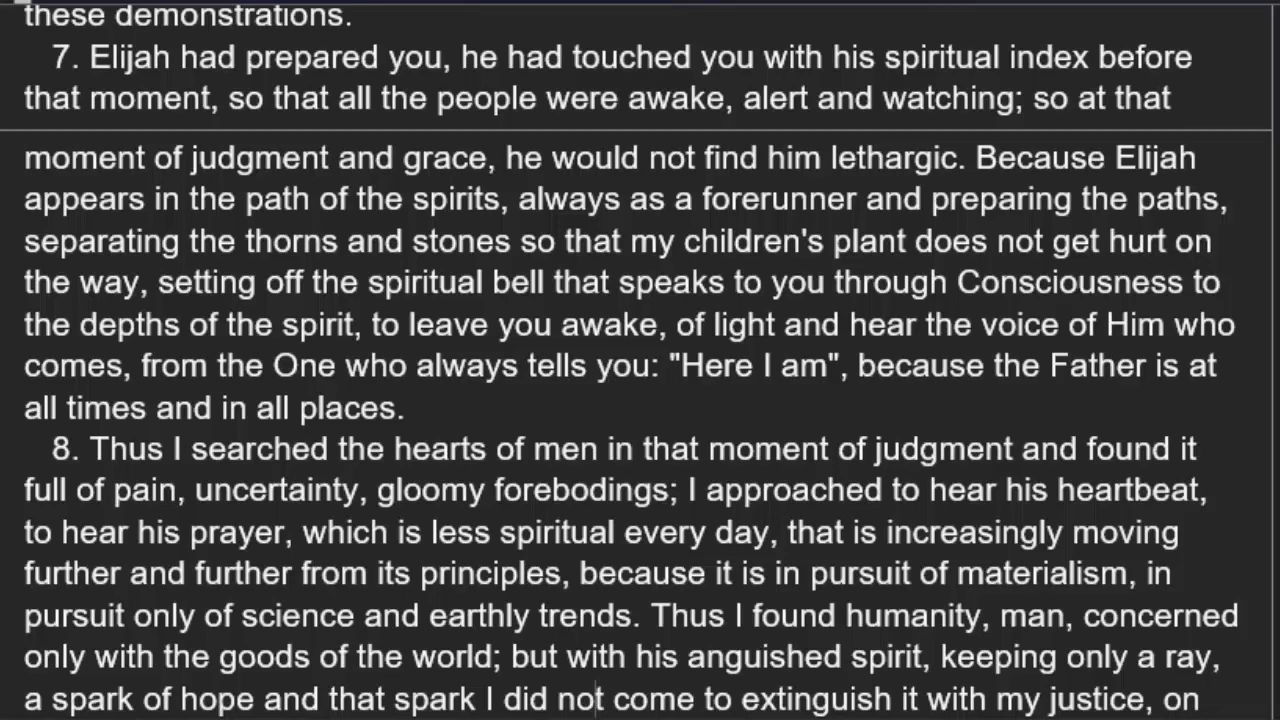 these demonstrations.
7. Elijah had prepared you, he had touched you with his spiritual index before
that moment, so that all the people were awake, alert and watching; so at that
moment of judgment and grace, he would not find him lethargic. Because Elijah
appears in the path of the spirits, always as a forerunner and preparing the paths,
separating the thorns and stones so that my children's plant does not get hurt on
the way, setting off the spiritual bell that speaks to you through Consciousness to
the depths of the spirit, to leave you awake, of light and hear the voice of Him who
comes, from the One who always tells you: "Here I am", because the Father is at
all times and in all places.
8. Thus I searched the hearts of men in that moment of judgment and found it
full of pain, uncertainty, gloomy forebodings; I approached to hear his heartbeat,
to hear his prayer, which is less spiritual every day, that is increasingly moving
further and further from its principles, because it is in pursuit of materialism, in
pursuit only of science and earthly trends. Thus I found humanity, man, concerned
only with the goods of the world; but with his anguished spirit, keeping only a ray,
a spark of hope and that spark I did not come to extinguish it with my justice, on